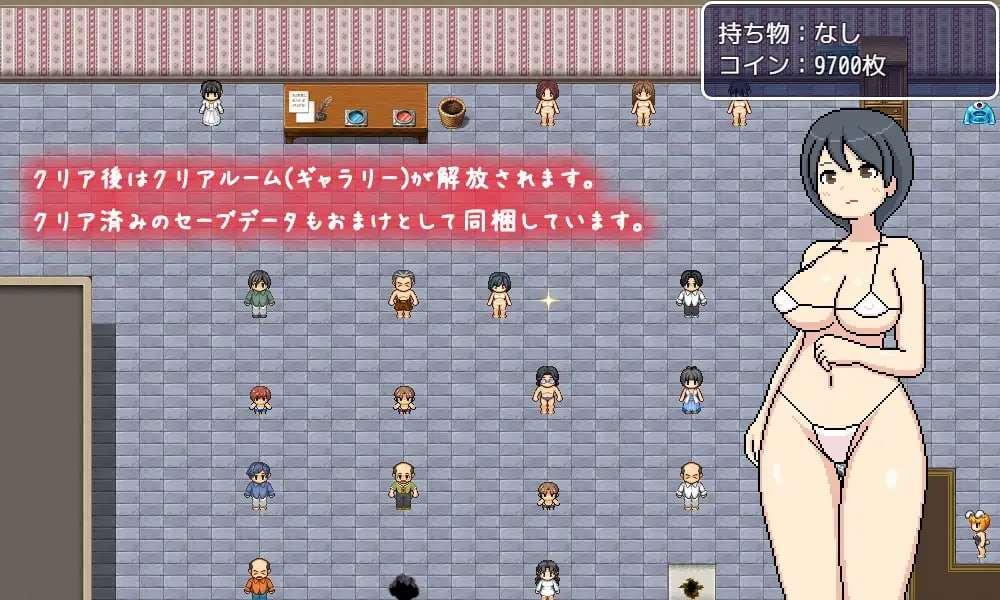 持ち物：なし
コイン：9700枚
クリア後はクリアルーム(ギャラリー)が解放されます。
クリア済みのセーブデータもおまけとして同梱しています。